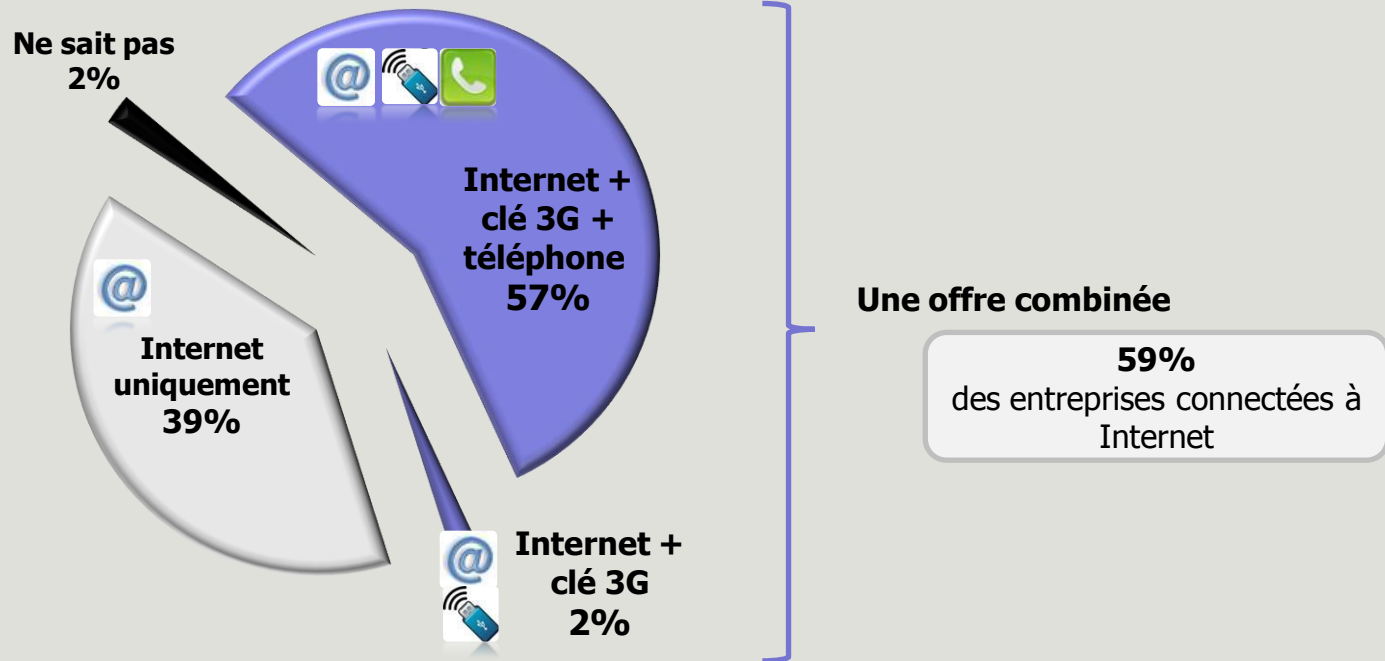 Ne sait pas
2%
Internet +
clé 3G +
téléphone
57%
Internet
uniquement
39%
Internet +
clé 3G
2%
Une offre combinée
59%
des entreprises connectées à
Internet